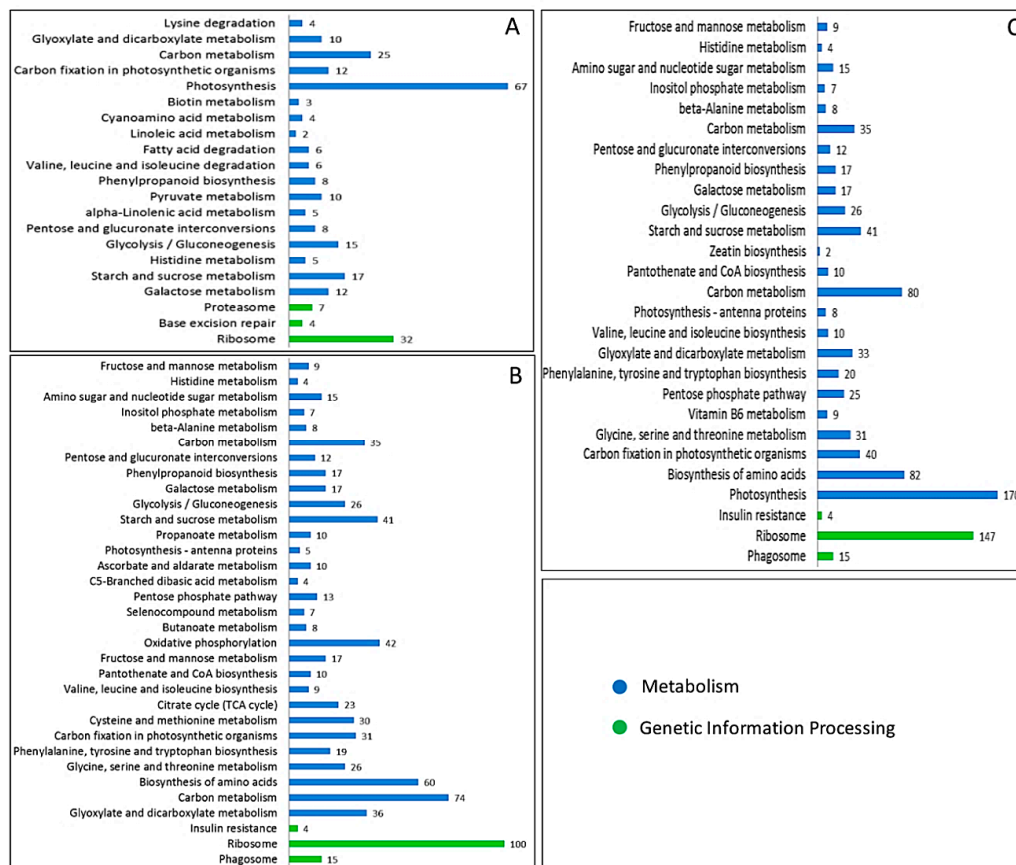 A
Lysine degradation 4
Glyoxylate and dicarboxylate metabolism 10
Carbon metabolism 25
Carbon fixation in photosynthetic organisms 12
Photosynthesis 67
Biotin metabolism 3
Cyanoamino acid metabolism 4
Linoleic acid metabolism 2
Fatty acid degradation 6
Valine, leucine and isoleucine degradation 6
Phenylpropanoid biosynthesis 8
Pyruvate metabolism 10
alpha-Linolenic acid metabolism 5
Pentose and glucuronate interconversions 8
Glycolysis / Gluconeogenesis 15
Histidine metabolism 5
Starch and sucrose metabolism 17
Galactose metabolism 12
Proteasome 7
Base excision repair 4
Ribosome 32
B
Fructose and mannose metabolism 9
Histidine metabolism 4
Amino sugar and nucleotide sugar metabolism 15
Inositol phosphate metabolism 7
beta-Alanine metabolism 8
Carbon metabolism 35
Pentose and glucuronate interconversions 12
Phenylpropanoid biosynthesis 17
Galactose metabolism 17
Glycolysis / Gluconeogenesis 26
Starch and sucrose metabolism 41
Propanoate metabolism 10
Photosynthesis - antenna proteins 5
Ascorbate and aldarate metabolism 10
C5-Branched dibasic acid metabolism 4
Pentose phosphate pathway 13
Selenocompound metabolism 7
Butanoate metabolism 8
Oxidative phosphorylation 42
Fructose and mannose metabolism 17
Pantothenate and CoA biosynthesis 10
Valine, leucine and isoleucine biosynthesis 9
Citrate cycle (TCA cycle) 23
Cysteine and methionine metabolism 30
Carbon fixation in photosynthetic organisms 31
Phenylalanine, tyrosine and tryptophan biosynthesis 19
Glycine, serine and threonine metabolism 26
Biosynthesis of amino acids 60
Carbon metabolism 74
Glyoxylate and dicarboxylate metabolism 36
Insulin resistance 4
Ribosome 100
Phagosome 15
C
Fructose and mannose metabolism 9
Histidine metabolism 4
Amino sugar and nucleotide sugar metabolism 15
Inositol phosphate metabolism 7
beta-Alanine metabolism 8
Carbon metabolism 35
Pentose and glucuronate interconversions 12
Phenylpropanoid biosynthesis 17
Galactose metabolism 17
Glycolysis / Gluconeogenesis 26
Starch and sucrose metabolism 41
Zeatin biosynthesis 2
Pantothenate and CoA biosynthesis 10
Carbon metabolism 80
Photosynthesis - antenna proteins 8
Valine, leucine and isoleucine biosynthesis 10
Glyoxylate and dicarboxylate metabolism 33
Phenylalanine, tyrosine and tryptophan biosynthesis 20
Pentose phosphate pathway 25
Vitamin B6 metabolism 9
Glycine, serine and threonine metabolism 31
Carbon fixation in photosynthetic organisms 40
Biosynthesis of amino acids 82
Photosynthesis 170
Insulin resistance 4
Ribosome 147
Phagosome 15
Metabolism
Genetic Information Processing